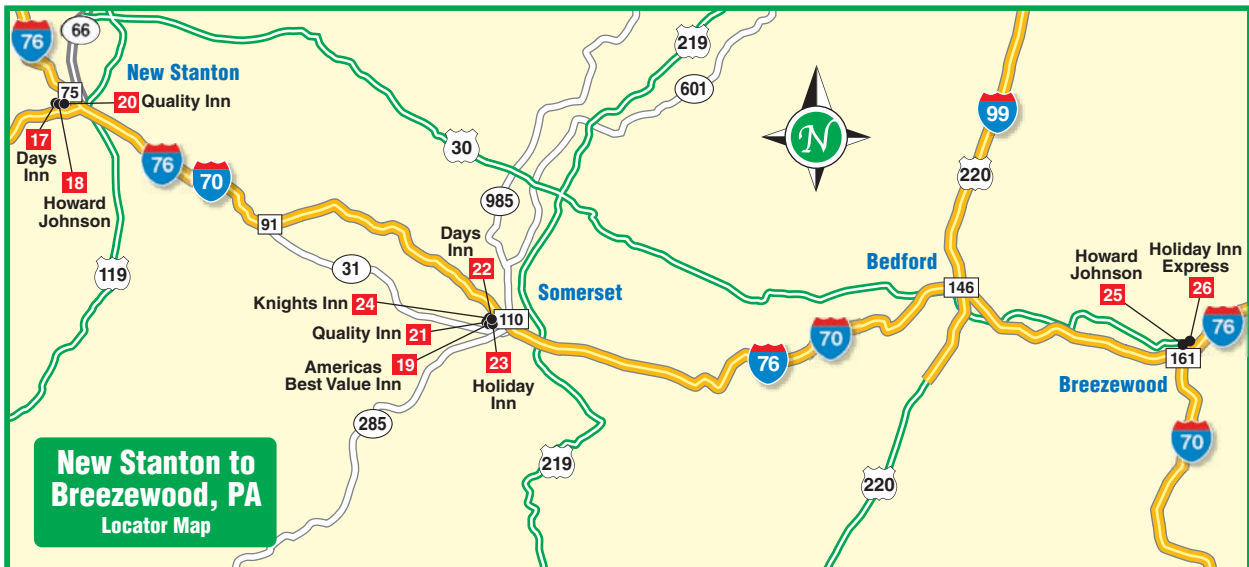 76
66
New Stanton
75
20 Quality Inn
17
Days
Inn
18
Howard
Johnson
76
70
91
119
31
30
219
601
985
N
99
220
Days
Inn
22
Knights Inn 24
Quality Inn 21
Americas
Best Value Inn
19
110
Somerset
23
Holiday
Inn
285
219
76
70
Bedford
146
220
Howard
Johnson
25
Holiday Inn
Express
26
76
161
Breezewood
70
New Stanton to
Breezewood, PA
Locator Map